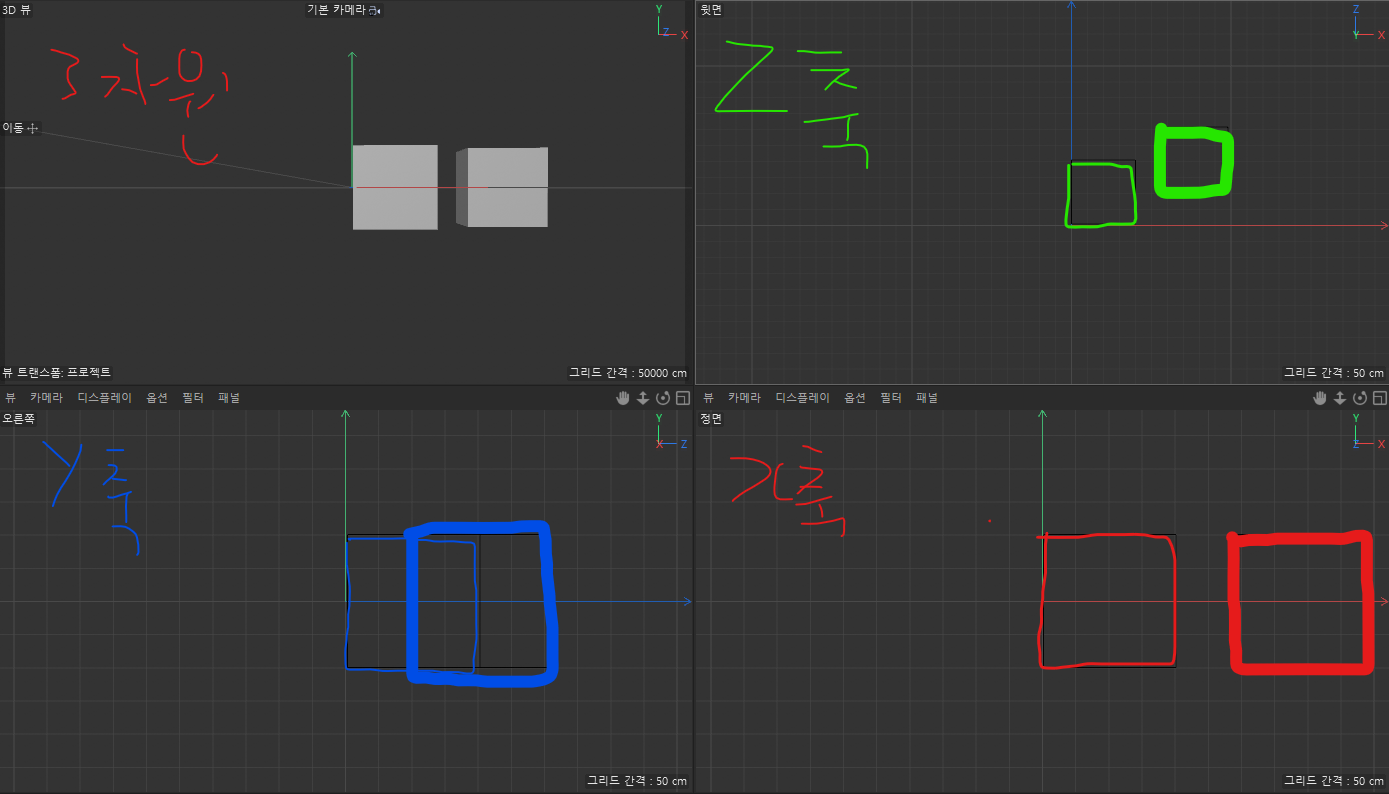 3D 뷰
기본 카메라
Y
Z
X
3차원
이동
뷰 트랜스폼: 프로젝트
그리드 간격 : 50000 cm
윗면
Z
Y
X
Z축
그리드 간격 : 50 cm
뷰 카메라 디스플레이 옵션 필터 패널
오른쪽
Y
X
Z
Y축
그리드 간격 : 50 cm
뷰 카메라 디스플레이 옵션 필터 패널
정면
Y
Z
X
X축
그리드 간격 : 50 cm